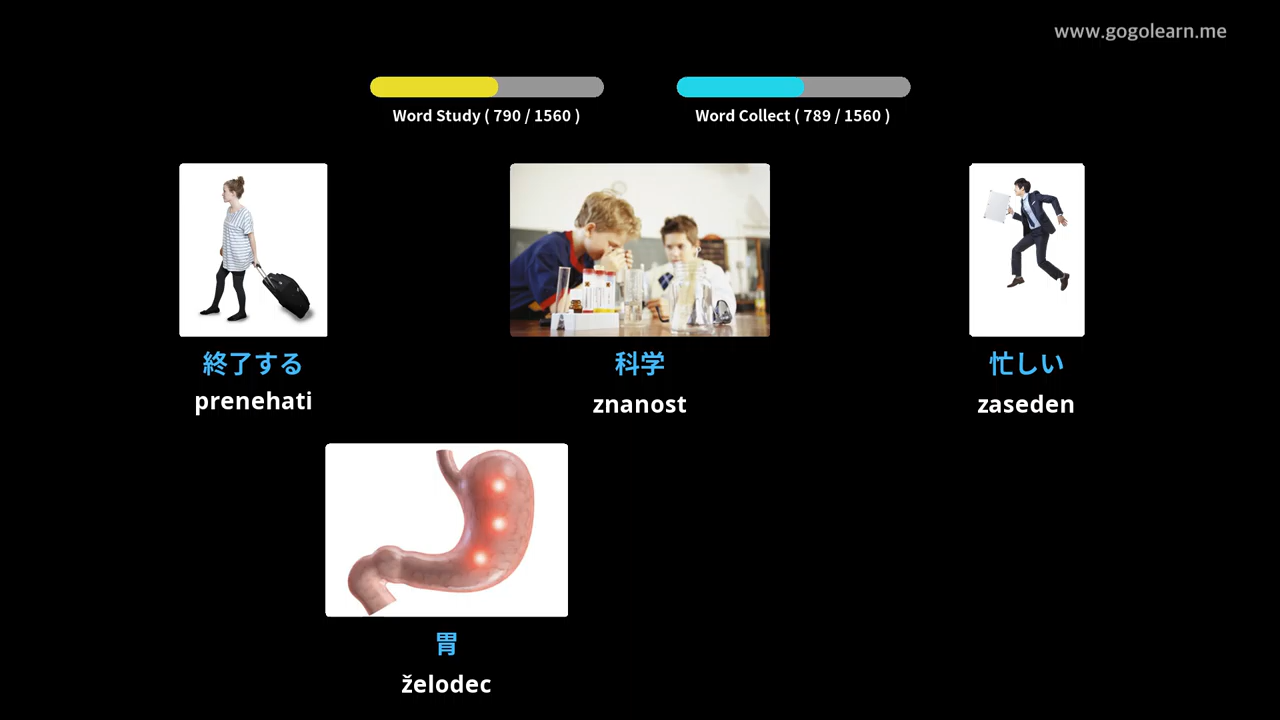 www.gogolearn.me
Word Study ( 790 / 1560 )
Word Collect ( 789 / 1560 )
終了する
prenehati
科学
znanost
忙しい
zaseden
胃
želodec